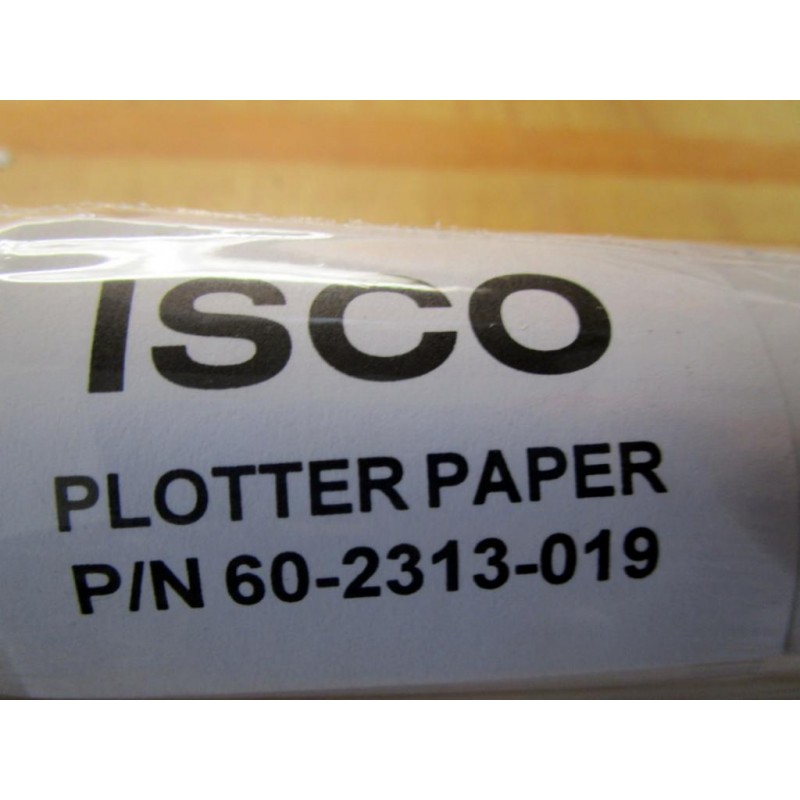 ISCO
PLOTTER PAPER
P/N 60-2313-019